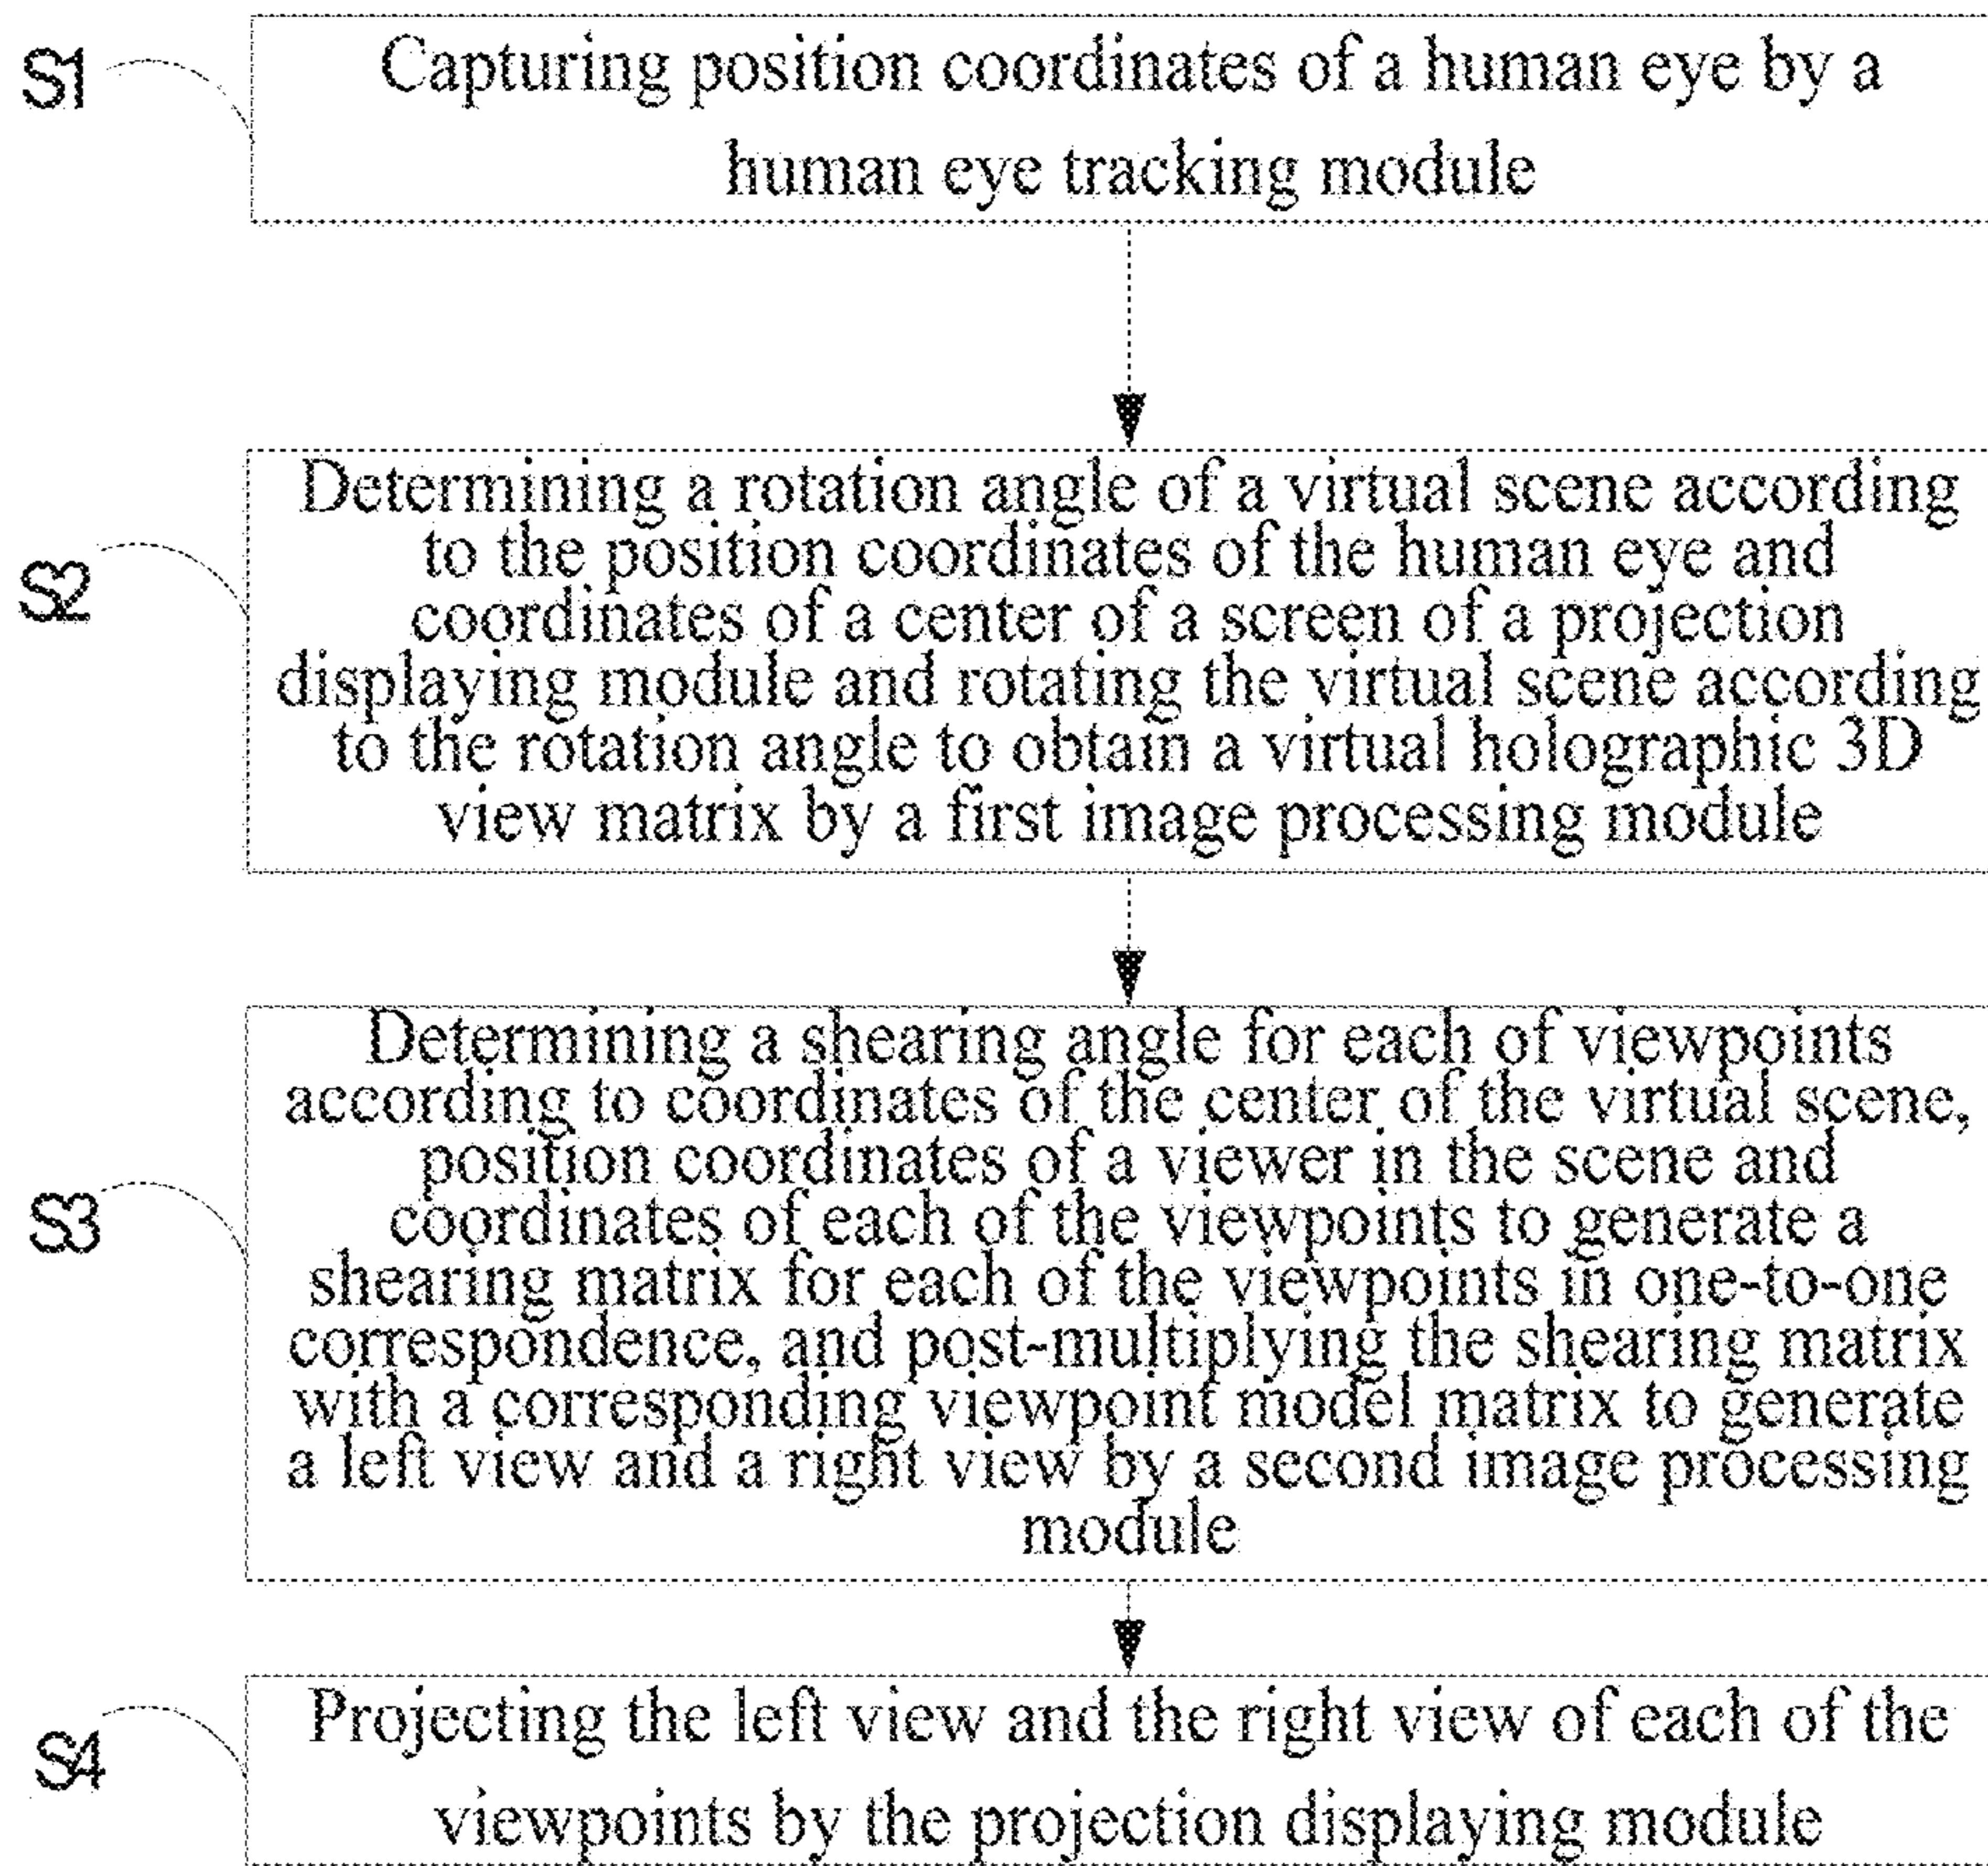 S1
Capturing position coordinates of a human eye by a
human eye tracking module
S2
Determining a rotation angle of a virtual scene according
to the position coordinates of the human eye and
coordinates of a center of a screen of a projection
displaying module and rotating the virtual scene according
to the rotation angle to obtain a virtual holographic 3D
view matrix by a first image processing module
S3
Determining a shearing angle for each of viewpoints
according to coordinates of the center of the virtual scene,
position coordinates of a viewer in the scene and
coordinates of each of the viewpoints to generate a
shearing matrix for each of the viewpoints in one-to-one
correspondence, and post-multiplying the shearing matrix
with a corresponding viewpoint model matrix to generate
a left view and a right view by a second image processing
module
S4
Projecting the left view and the right view of each of the
viewpoints by the projection displaying module